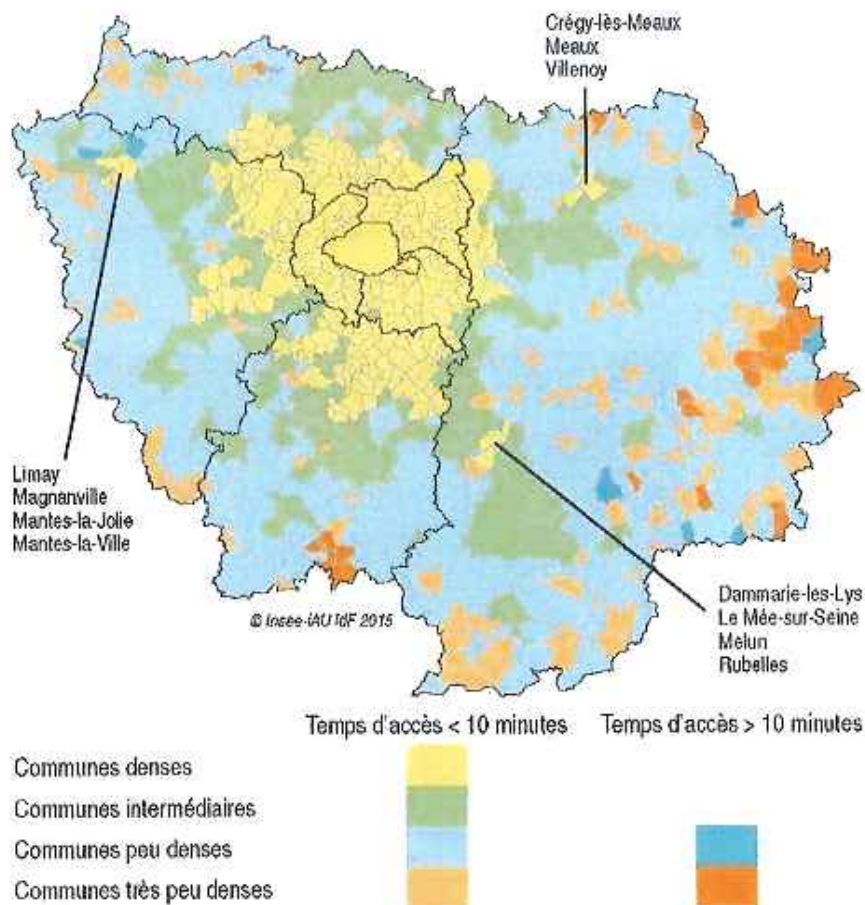 Crégy-lès-Meaux
Meaux
Villenoy
Limay
Magnanville
Mantes-la-Jolie
Mantes-la-Ville
© Insee-IAU îdF 2015
Dammarie-les-Lys
Le Mée-sur-Seine
Melun
Rubelles
Temps d'accès < 10 minutes
Temps d'accès > 10 minutes
Communes denses
Communes intermédiaires
Communes peu denses
Communes très peu denses